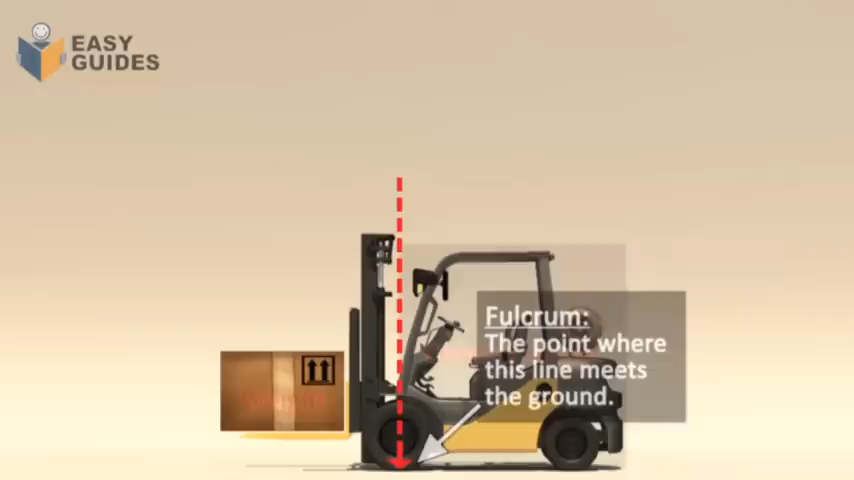 EASY
GUIDES
Fulcrum:
The point where
this line meets
the ground.